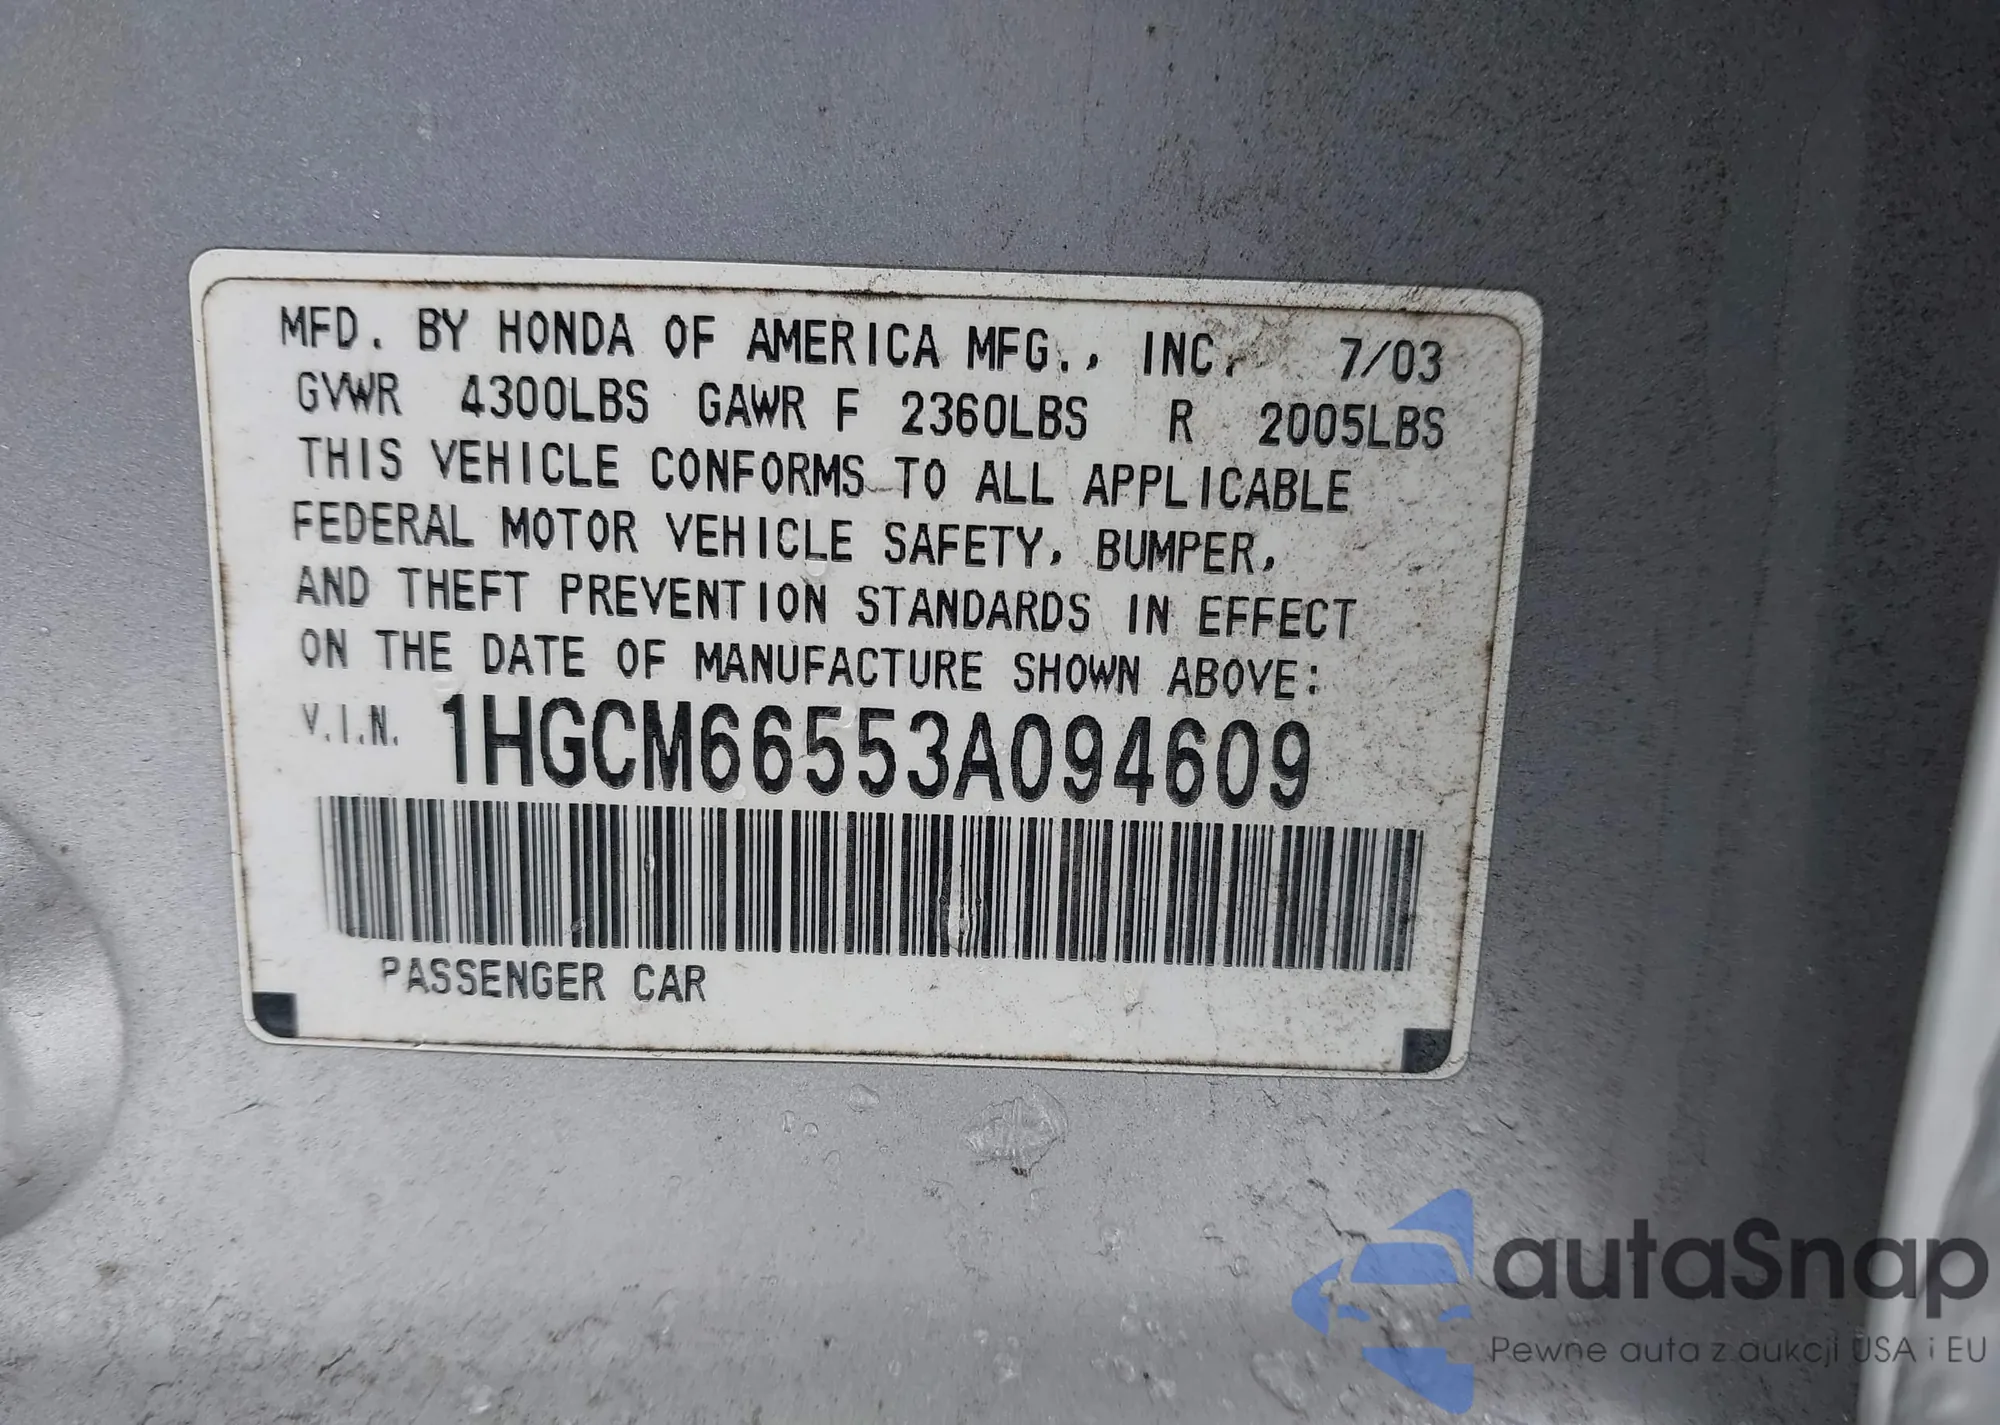 MFD. BY HONDA OF AMERICA MFG., INC. 7/03
GVWR 4300LBS GAWR F 2360LBS R 2005LBS
THIS VEHICLE CONFORMS TO ALL APPLICABLE
FEDERAL MOTOR VEHICLE SAFETY, BUMPER,
AND THEFT PREVENTION STANDARDS IN EFFECT
ON THE DATE OF MANUFACTURE SHOWN ABOVE:
V.I.N. 1HGCM66553A094609
PASSENGER CAR
autaSnap
Pewne auta z aukcji USA i EU